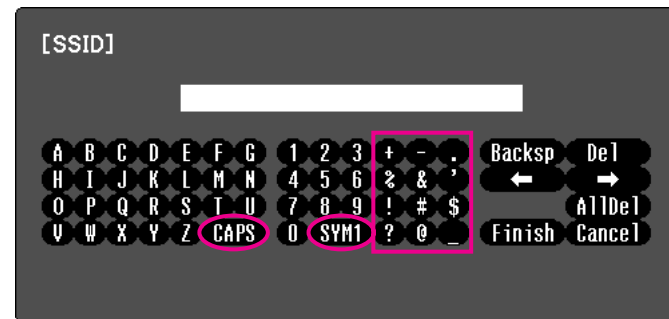 [SSID]
A B C D E F G 1 2 3 + - . Backsp Del
H I J K L M N 4 5 6 % & ’ ← →
O P Q R S T U 7 8 9 ! # $ AllDel
V W X Y Z CAPS 0 SYM1 ? @ _ Finish Cancel